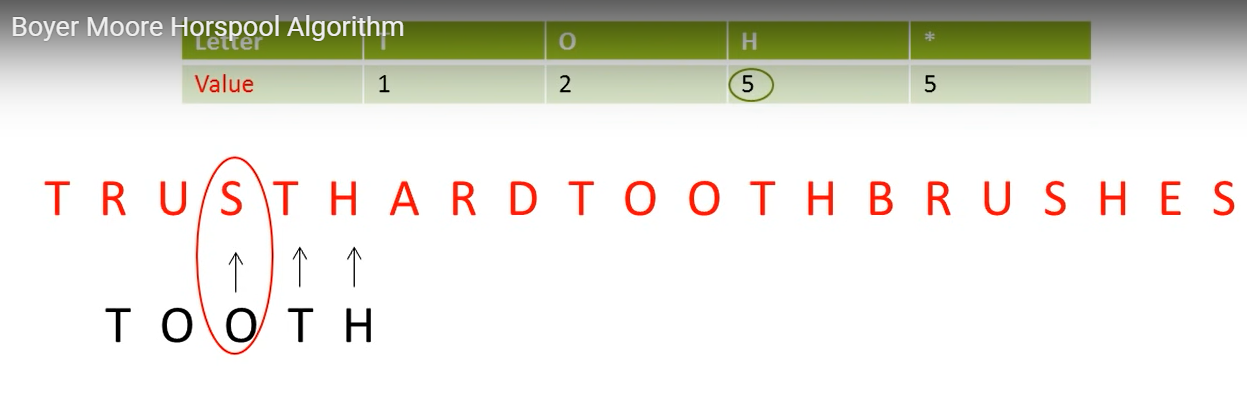 Boyer Moore Horspool Algorithm
Letter T O H *
Value 1 2 5 5
T R U S T H A R D T O O T H B R U S H E S
T O O T H